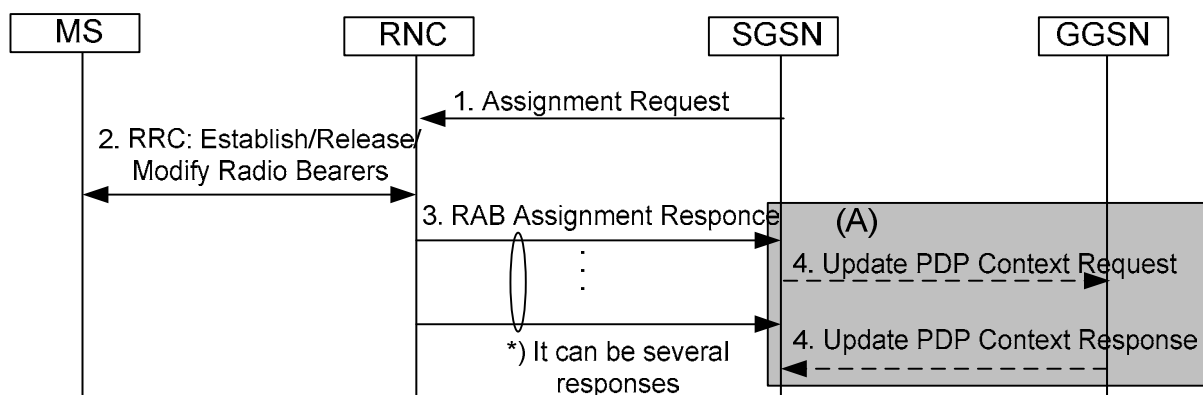 MS
RNC
SGSN
GGSN
1. Assignment Request
2. RRC: Establish/Release/
Modify Radio Bearers
3. RAB Assignment Responce
(A)
4. Update PDP Context Request
4. Update PDP Context Response
*) It can be several
responses